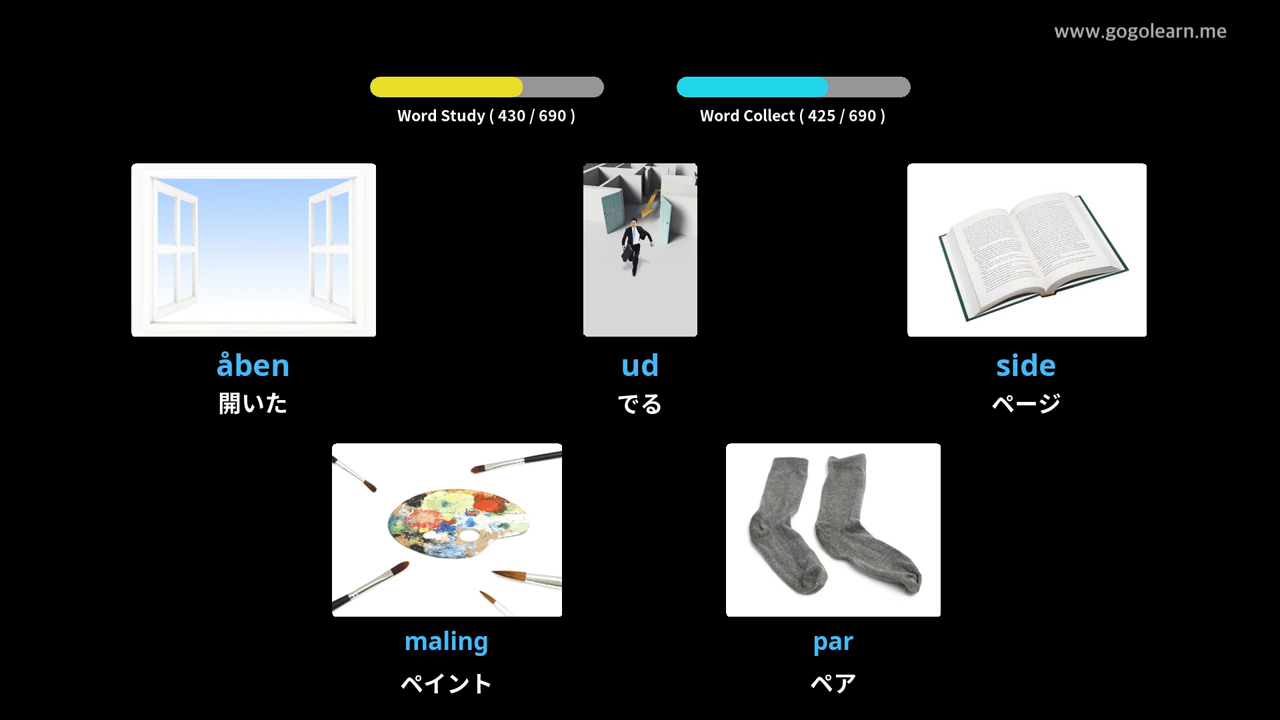 www.gogolearn.me
Word Study ( 430 / 690 )
Word Collect ( 425 / 690 )
åben
開いた
ud
でる
side
ページ
maling
ペイント
par
ペア